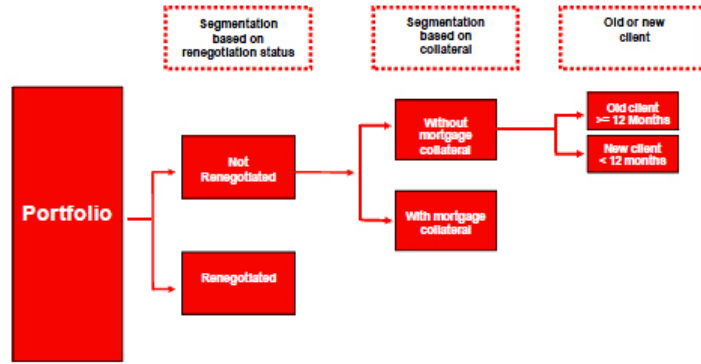 Segmentation
based on
renegotiation status
Segmentation
based on
collateral
Old or new
client
Portfolio
Not
Renegotiated
Renegotiated
Without
mortgage
collateral
With mortgage
collateral
Old client
>= 12 Months
New client
< 12 months